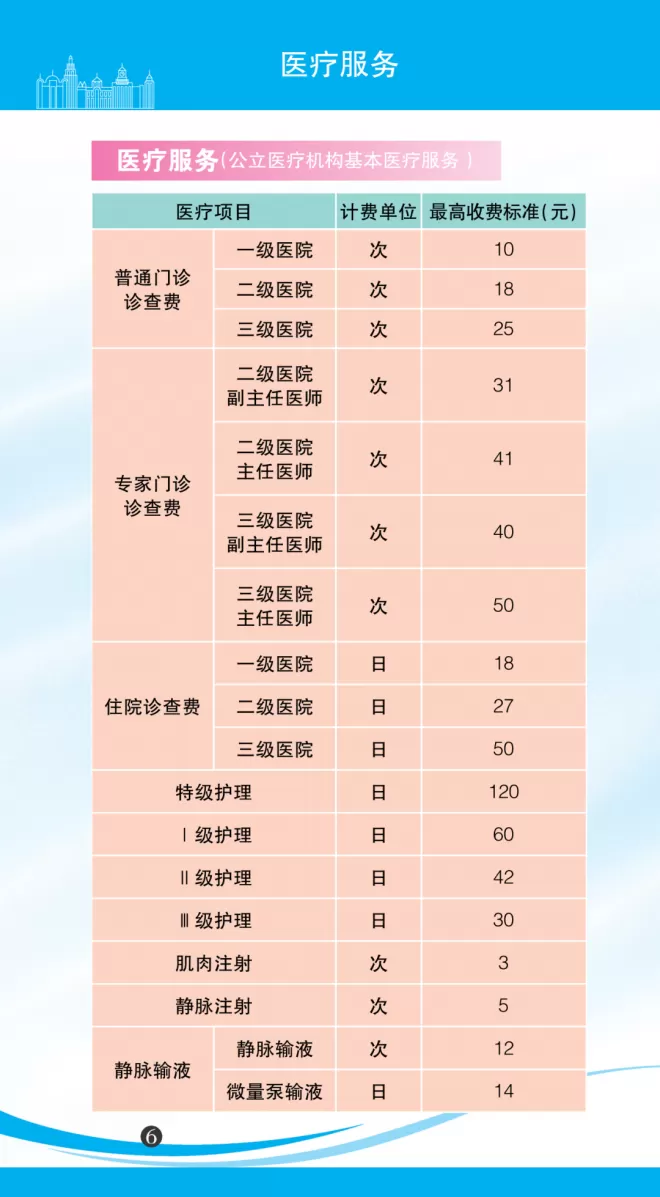 医疗服务
医疗服务(公立医疗机构基本医疗服务)
医疗项目 计费单位 最高收费标准(元)
普通门诊
诊查费
一级医院 次 10
二级医院 次 18
三级医院 次 25
专家门诊
诊查费
二级医院
副主任医师 次 31
二级医院
主任医师 次 41
三级医院
副主任医师 次 40
三级医院
主任医师 次 50
住院诊查费
一级医院 日 18
二级医院 日 27
三级医院 日 50
特级护理 日 120
Ⅰ级护理 日 60
Ⅱ级护理 日 42
Ⅲ级护理 日 30
肌肉注射 次 3
静脉注射 次 5
静脉输液
静脉输液 次 12
微量泵输液 日 14
6